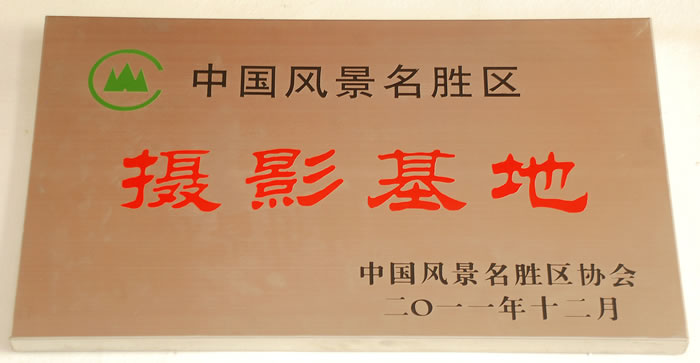 中国风景名胜区
摄影基地
中国风景名胜区协会
二〇一一年十二月